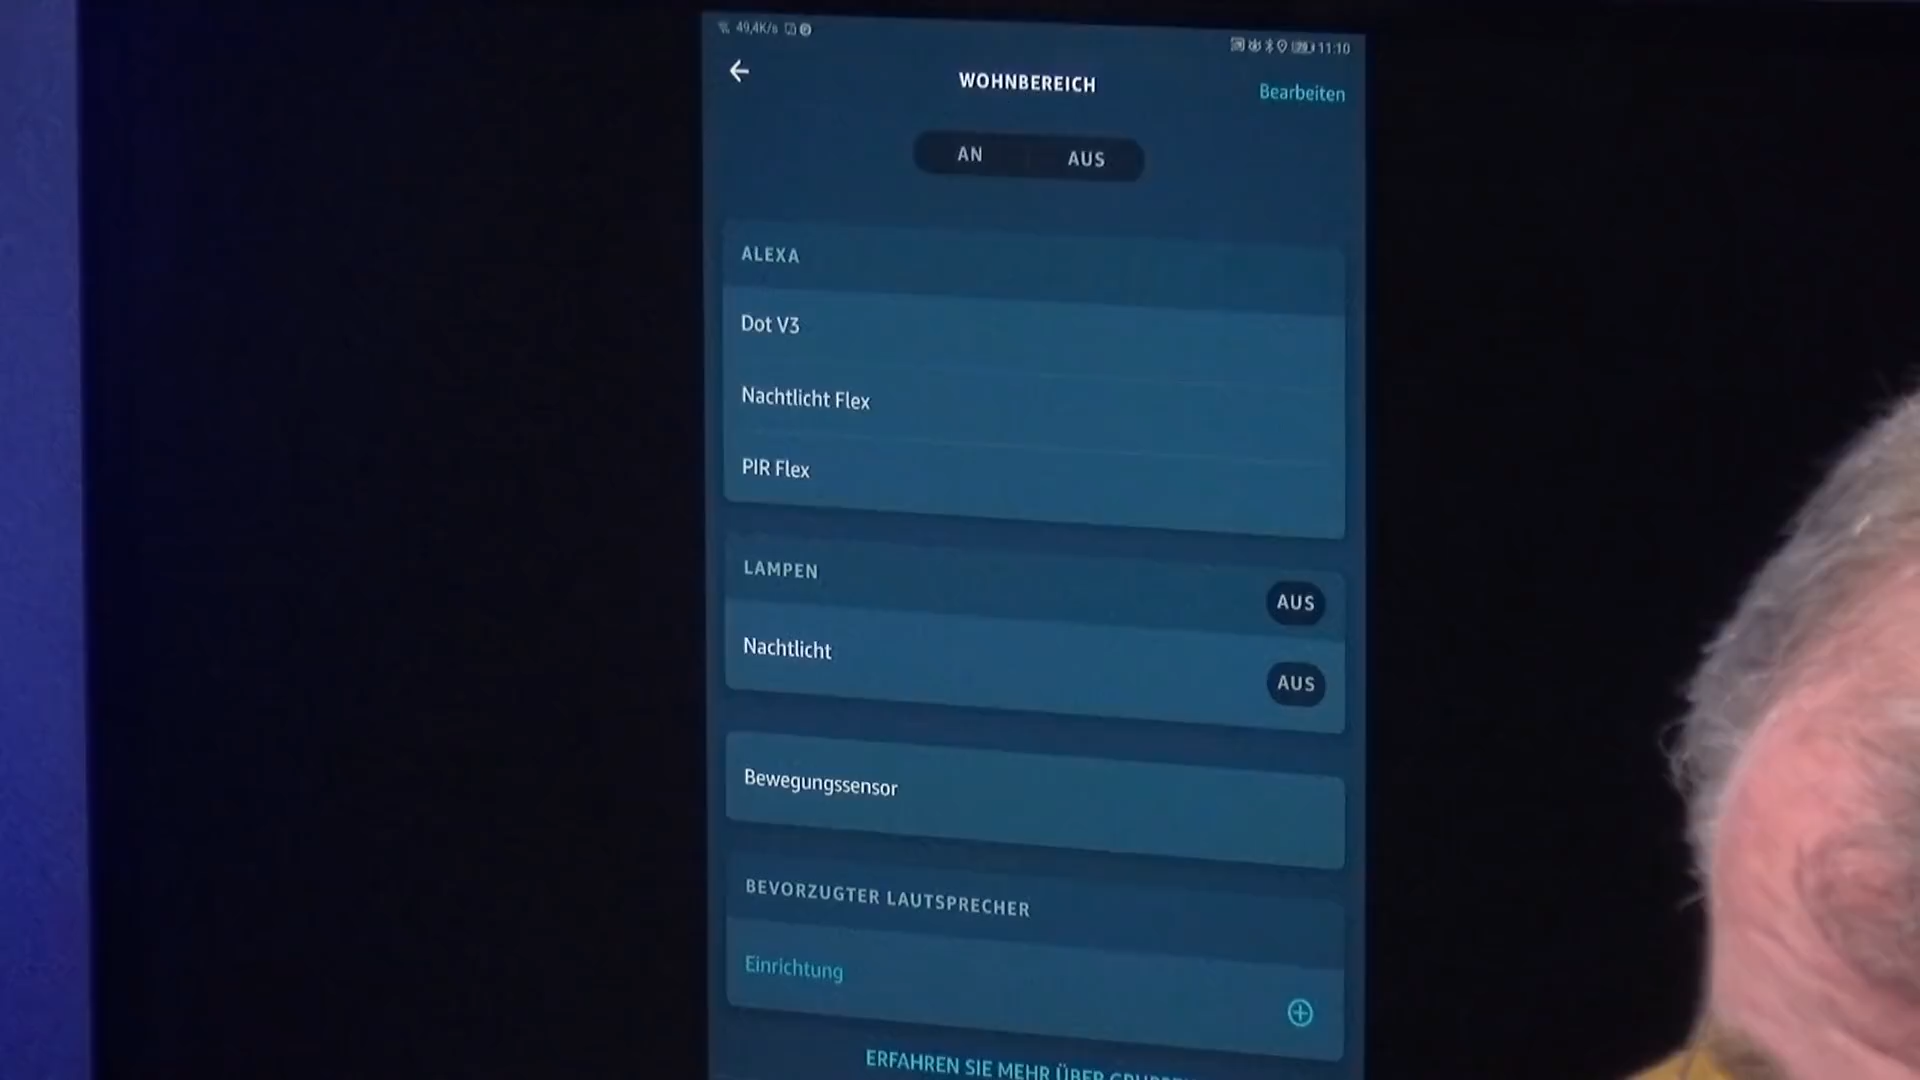 49,4K/s
11:10
WOHNBEREICH
Bearbeiten
AN AUS
ALEXA
Dot V3
Nachtlicht Flex
PIR Flex
LAMPEN
AUS
Nachtlicht
AUS
Bewegungssensor
BEVORZUGTER LAUTSPRECHER
Einrichtung
ERFAHREN SIE MEHR ÜBER